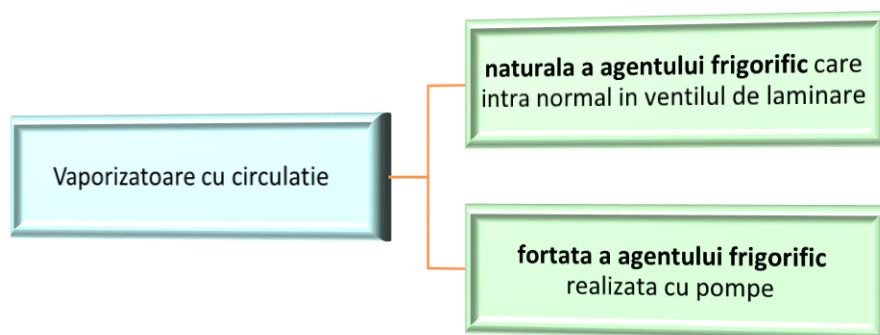 Vaporizatoare cu circulatie
naturala a agentului frigorific care
intra normal in ventilul de laminare
fortata a agentului frigorific
realizata cu pompe